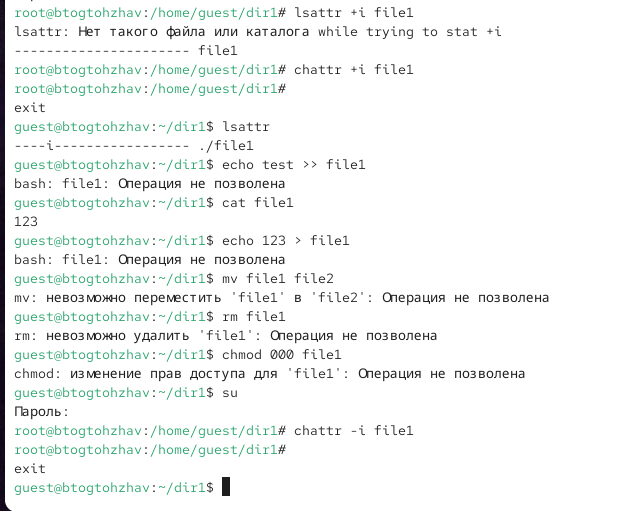 root@btogtohzhav:/home/guest/dir1# lsattr +i file1
lsattr: Нет такого файла или каталога while trying to stat +i
---------------------- file1
root@btogtohzhav:/home/guest/dir1# chattr +i file1
root@btogtohzhav:/home/guest/dir1#
exit
guest@btogtohzhav:~/dir1$ lsattr
----i----------------- ./file1
guest@btogtohzhav:~/dir1$ echo test >> file1
bash: file1: Операция не позволена
guest@btogtohzhav:~/dir1$ cat file1
123
guest@btogtohzhav:~/dir1$ echo 123 > file1
bash: file1: Операция не позволена
guest@btogtohzhav:~/dir1$ mv file1 file2
mv: невозможно переместить 'file1' в 'file2': Операция не позволена
guest@btogtohzhav:~/dir1$ rm file1
rm: невозможно удалить 'file1': Операция не позволена
guest@btogtohzhav:~/dir1$ chmod 000 file1
chmod: изменение прав доступа для 'file1': Операция не позволена
guest@btogtohzhav:~/dir1$ su
Пароль:
root@btogtohzhav:/home/guest/dir1# chattr -i file1
root@btogtohzhav:/home/guest/dir1#
exit
guest@btogtohzhav:~/dir1$